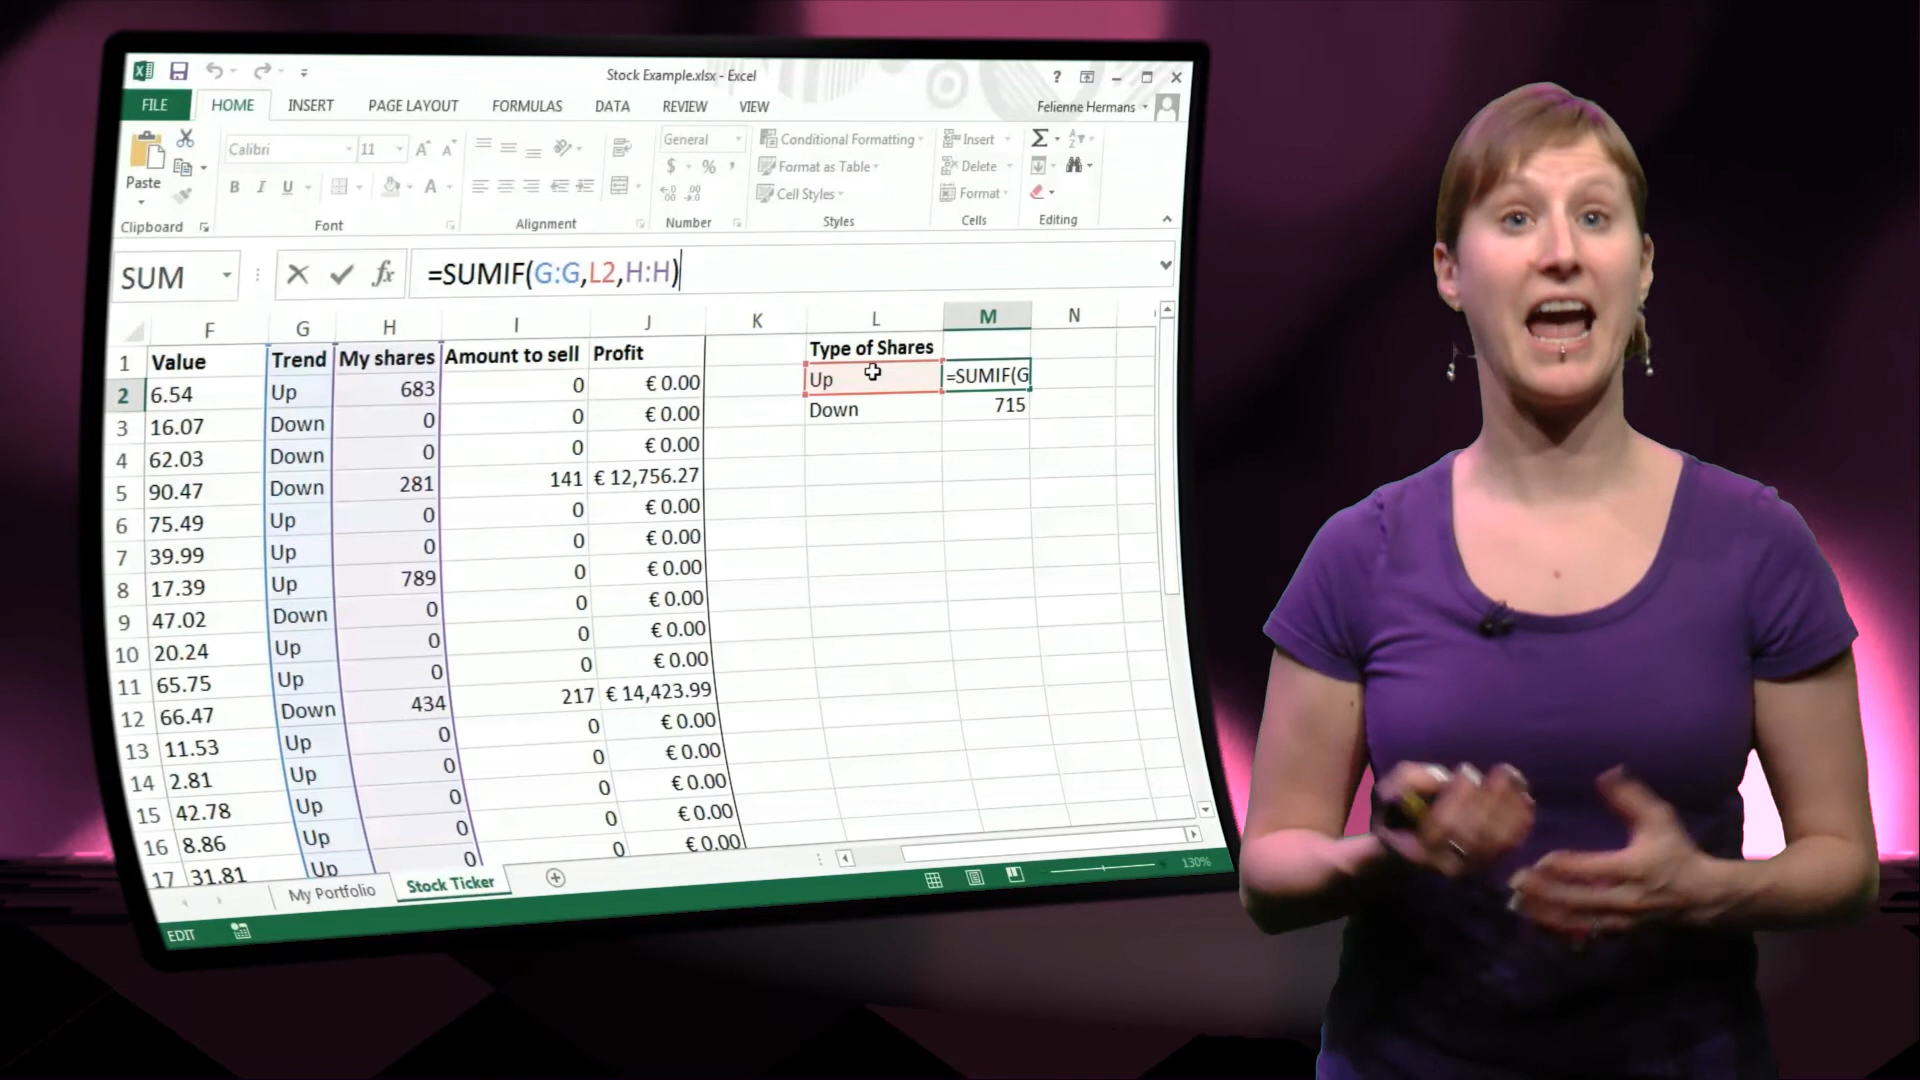 Stock Example.xlsx - Excel
?
FILE HOME INSERT PAGE LAYOUT FORMULAS DATA REVIEW VIEW Felienne Hermans
Paste
Calibri 11
General
Conditional Formatting
Format as Table
Cell Styles
Insert
Delete
Format
B I U A $ %
Clipboard Font Alignment Number Styles Cells Editing
SUM fx =SUMIF(G:G,L2,H:H)
F G H I J K L M N
1 Value Trend My shares Amount to sell Profit Type of Shares
2 6.54 Up 683 0 € 0.00 Up =SUMIF(G
3 16.07 Down 0 0 € 0.00 Down 715
4 62.03 Down 0 0 € 0.00
5 90.47 Down 281 141 € 12,756.27
6 75.49 Up 0 0 € 0.00
7 39.99 Up 0 0 € 0.00
8 17.39 Up 789 0 € 0.00
9 47.02 Down 0 0 € 0.00
10 20.24 Up 0 0 € 0.00
11 65.75 Up 0 0 € 0.00
12 66.47 Down 434 217 € 14,423.99
13 11.53 Up 0 0 € 0.00
14 2.81 Up 0 0 € 0.00
15 42.78 Up 0 0 € 0.00
16 8.86 Up 0 0 € 0.00
17 31.81 Up 0 0 € 0.00
My Portfolio Stock Ticker
EDIT 130%